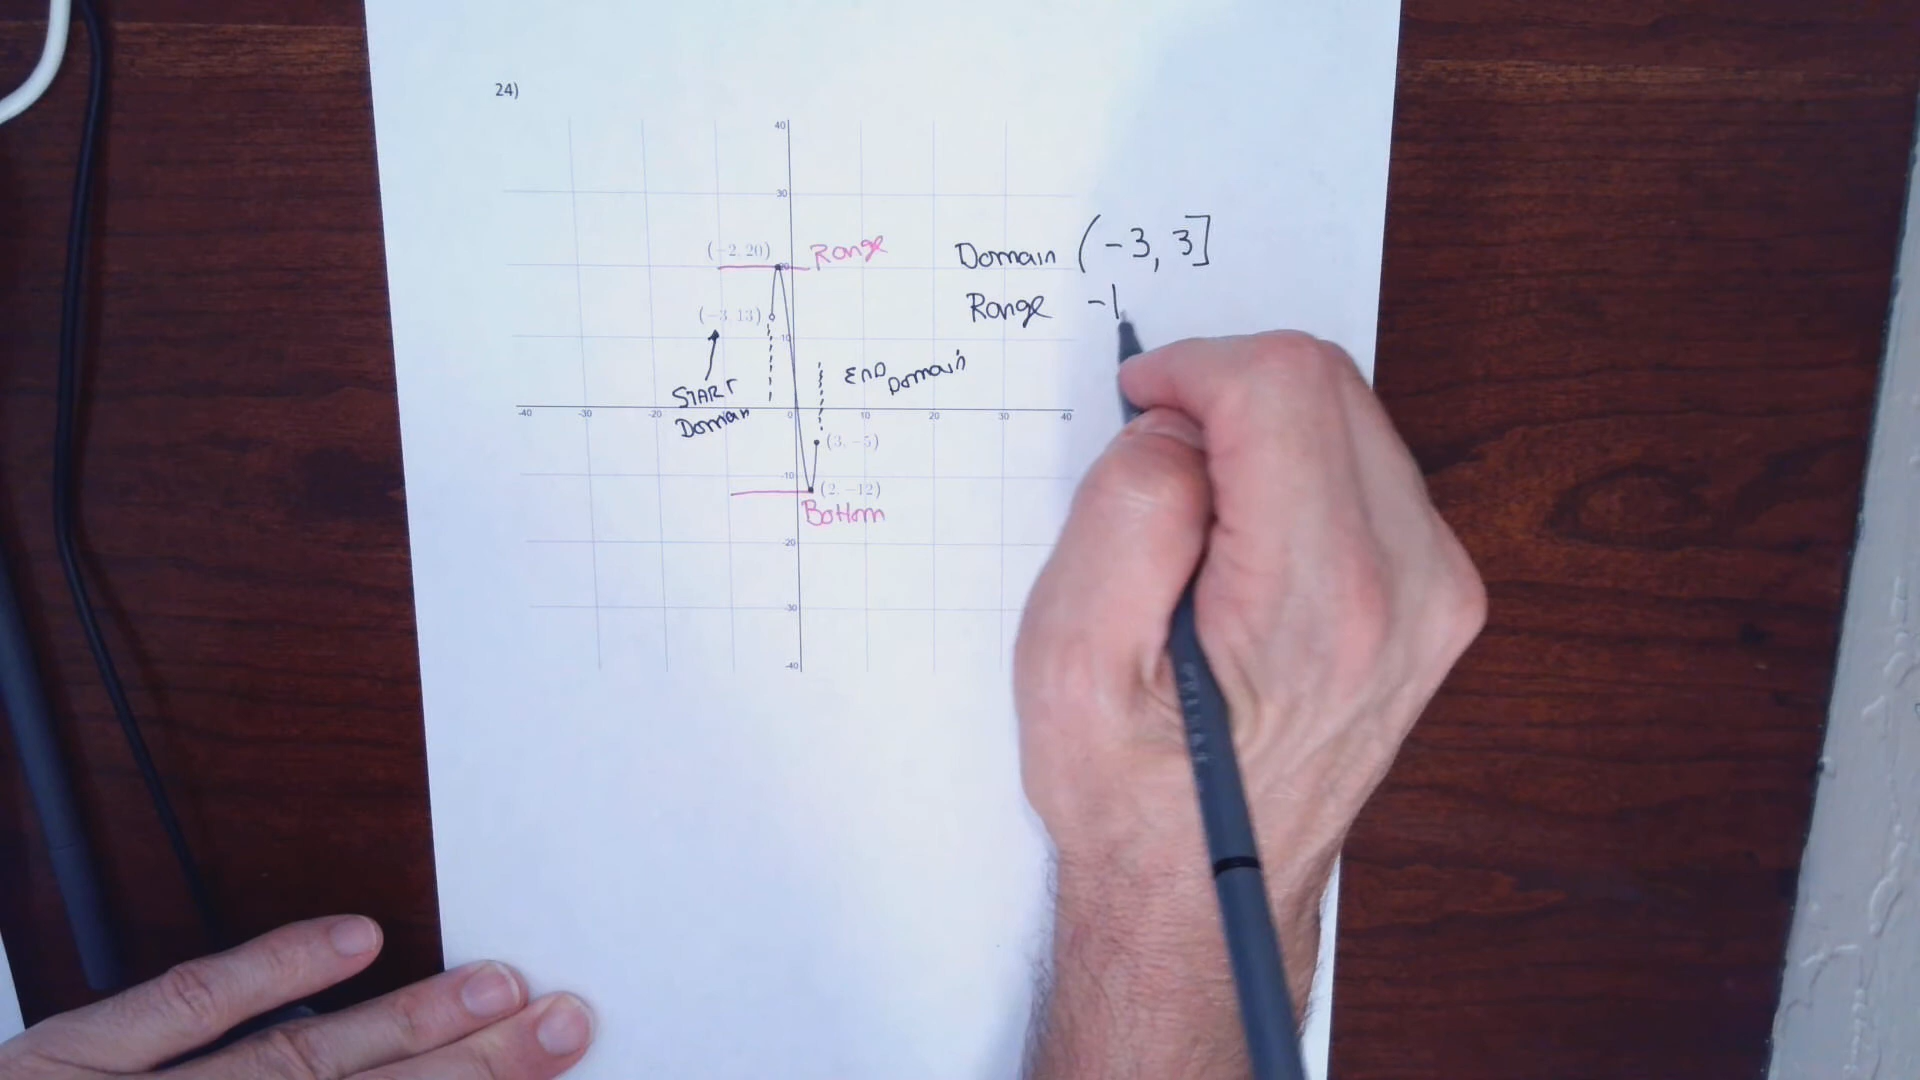 24)
40
30
(-2, 20) 20 Range
Domain (-3, 3]
Range -1
(-3, 13)
10
END Domain
START Domain
-40 -30 -20 0 10 20 30 40
(3, -5)
-10
(2, -12)
Bottom
-20
-30
-40